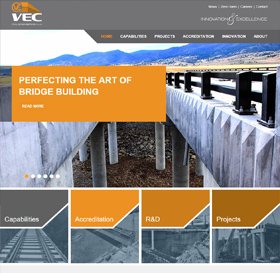 VEC
News | Directions | Careers | Contact
INNOVATION & EXCELLENCE
HOME CAPABILITIES PROJECTS ACCREDITATION INNOVATION ABOUT
PERFECTING THE ART OF
BRIDGE BUILDING
READ MORE
Capabilities
Accreditation
R&D
Projects